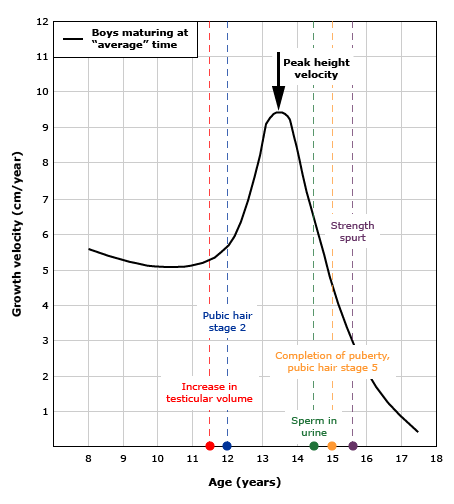 12
11
10
9
8
7
6
5
4
3
2
1
Growth velocity (cm/year)
Boys maturing at
“average” time
Peak height
velocity
Strength
spurt
Pubic hair
stage 2
Completion of puberty,
pubic hair stage 5
Increase in
testicular volume
Sperm in
urine
8 9 10 11 12 13 14 15 16 17 18
Age (years)